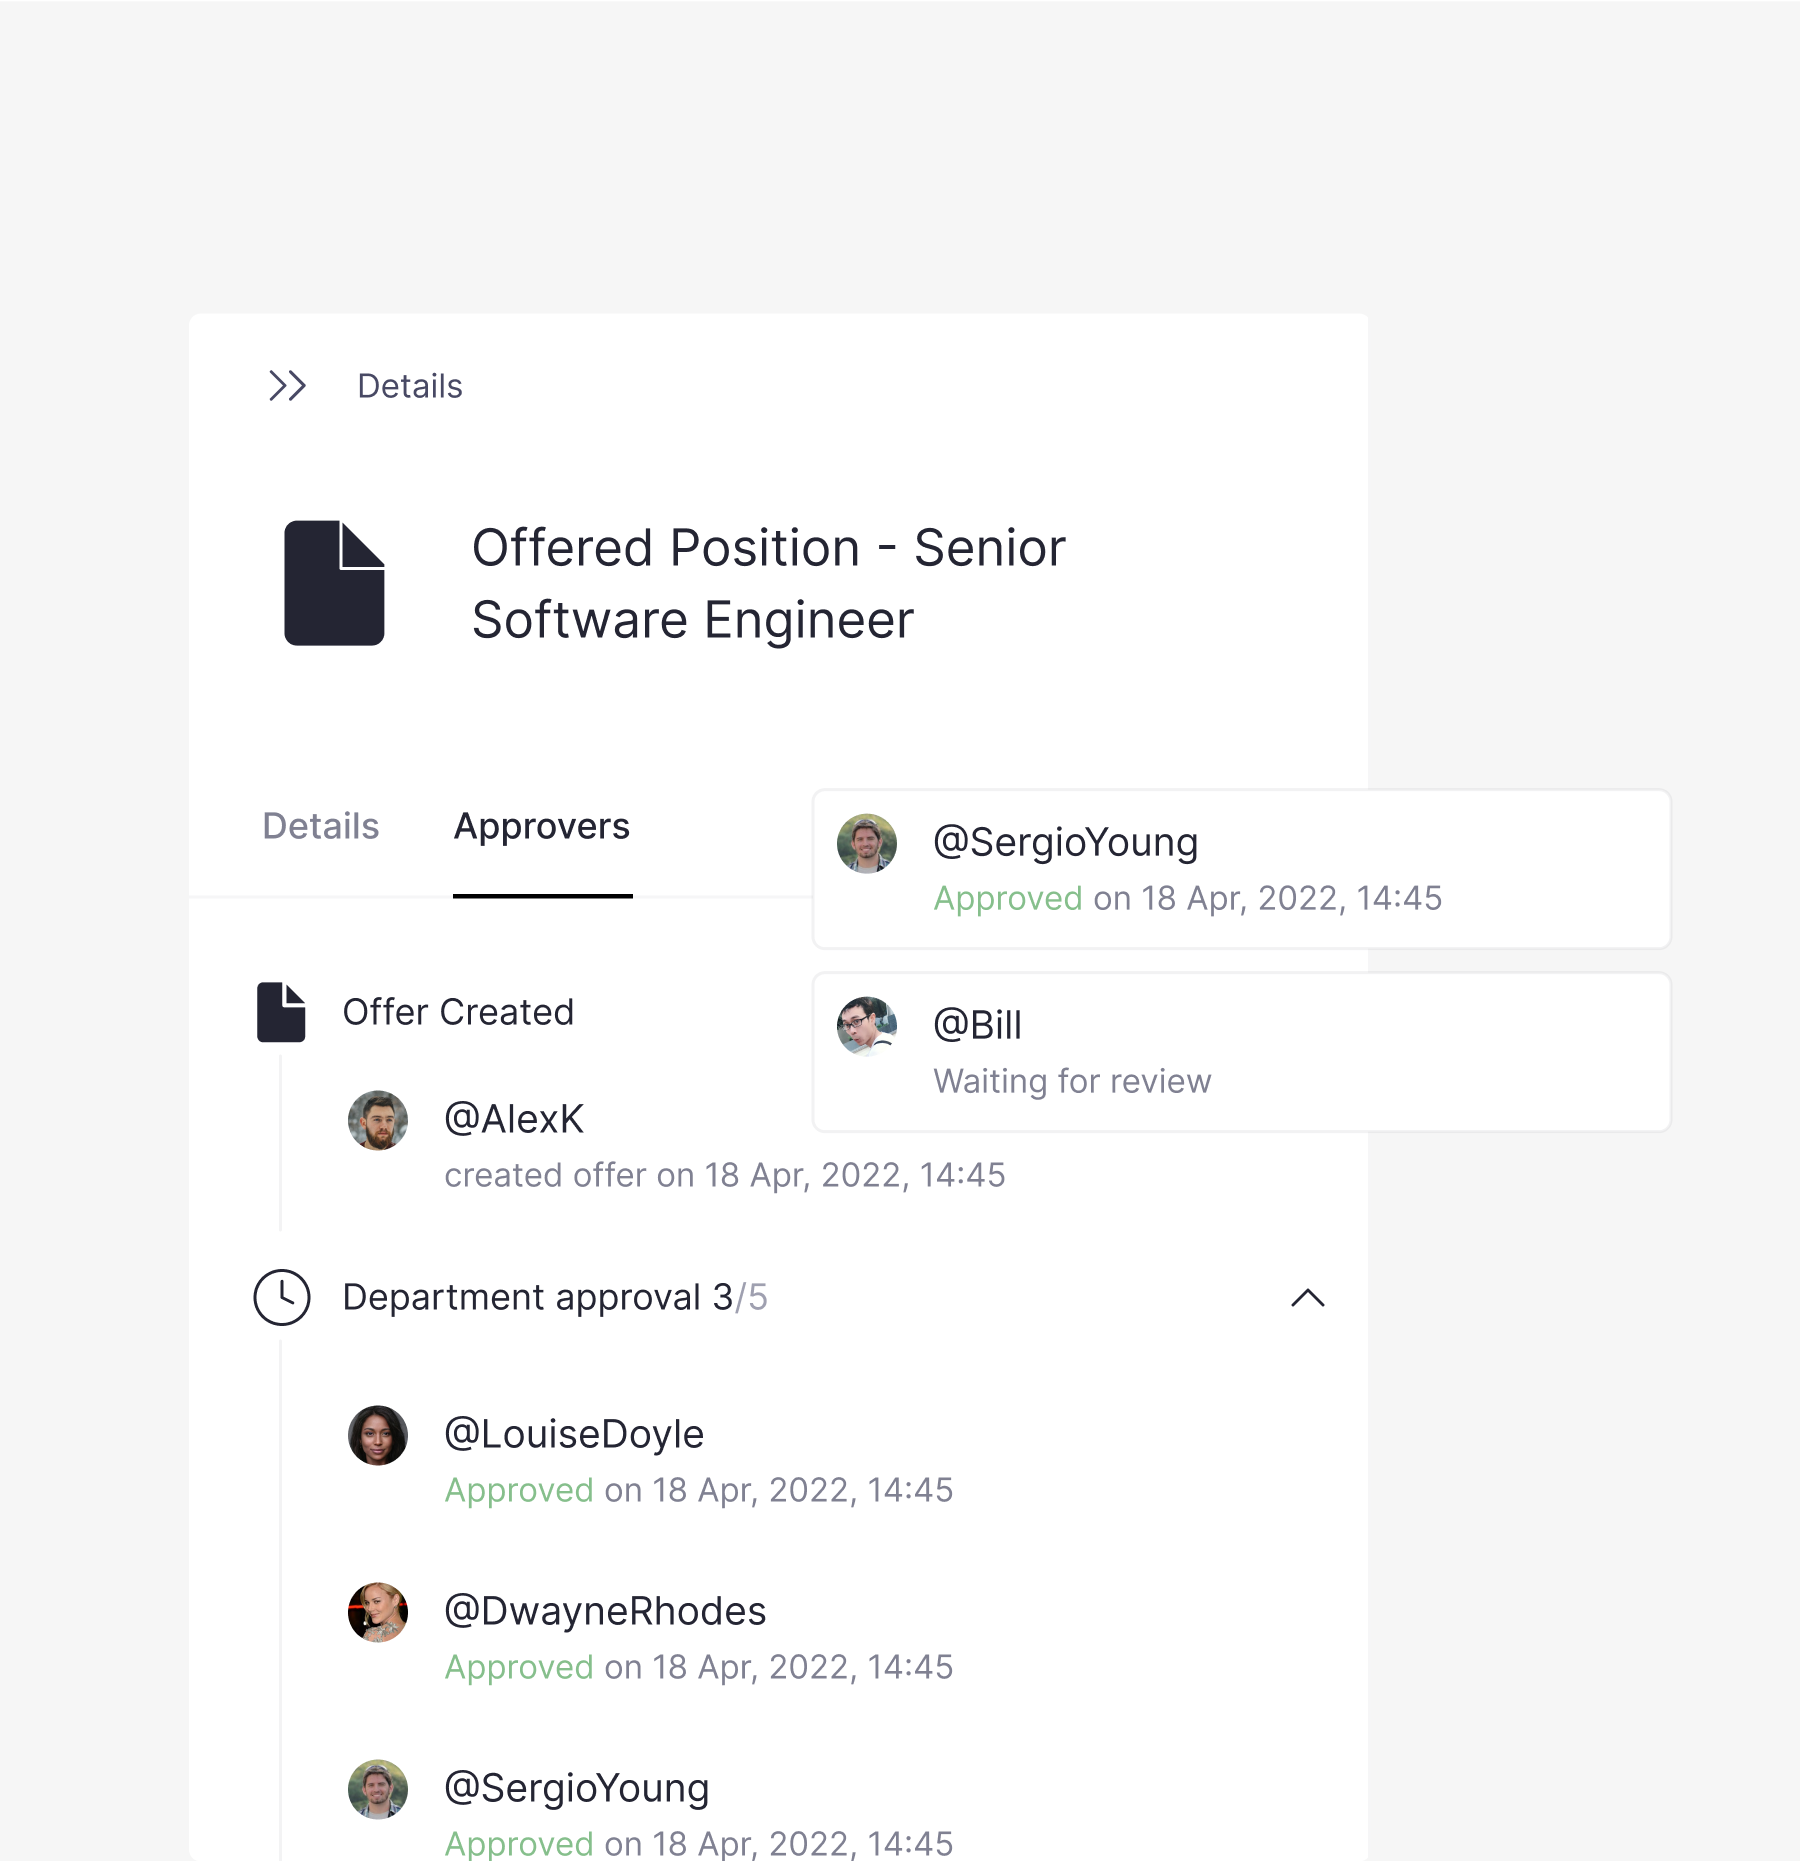 Details
Offered Position - Senior
Software Engineer
Details
Approvers
@SergioYoung
Approved on 18 Apr, 2022, 14:45
Offer Created
@Bill
Waiting for review
@AlexK
created offer on 18 Apr, 2022, 14:45
Department approval 3/5
@LouiseDoyle
Approved on 18 Apr, 2022, 14:45
@DwayneRhodes
Approved on 18 Apr, 2022, 14:45
@SergioYoung
Approved on 18 Apr, 2022, 14:45